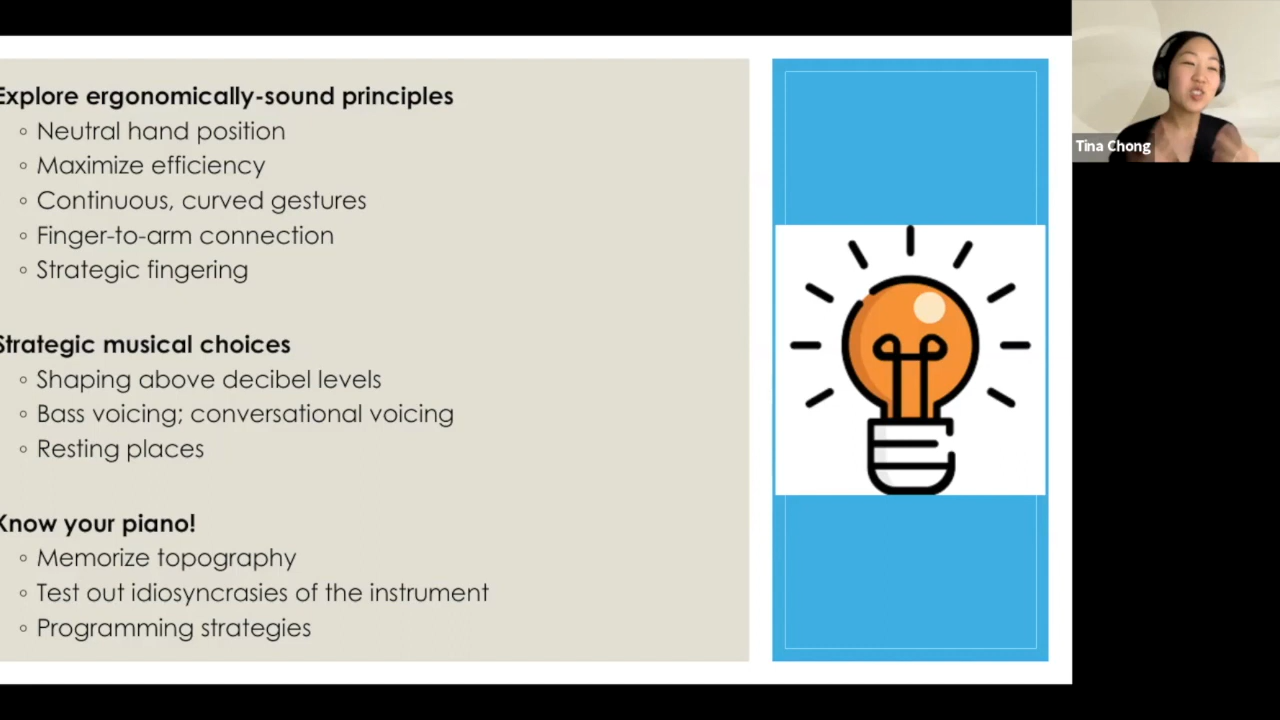 Explore ergonomically-sound principles
◦ Neutral hand position
◦ Maximize efficiency
◦ Continuous, curved gestures
◦ Finger-to-arm connection
◦ Strategic fingering
Strategic musical choices
◦ Shaping above decibel levels
◦ Bass voicing; conversational voicing
◦ Resting places
Know your piano!
◦ Memorize topography
◦ Test out idiosyncrasies of the instrument
◦ Programming strategies
Tina Chong